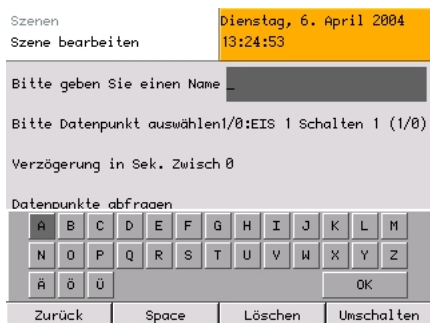 Szenen
Dienstag, 6. April 2004
Szene bearbeiten
13:24:53
Bitte geben Sie einen Name _
Bitte Datenpunkt auswählen1/0:EIS 1 Schalten 1 (1/0)
Verzögerung in Sek. Zwisch 0
Datenpunkte abfragen
A B C D E F G H I J K L M
N O P Q R S T U V W X Y Z
Ä Ö Ü OK
Zurück Space Löschen Umschalten